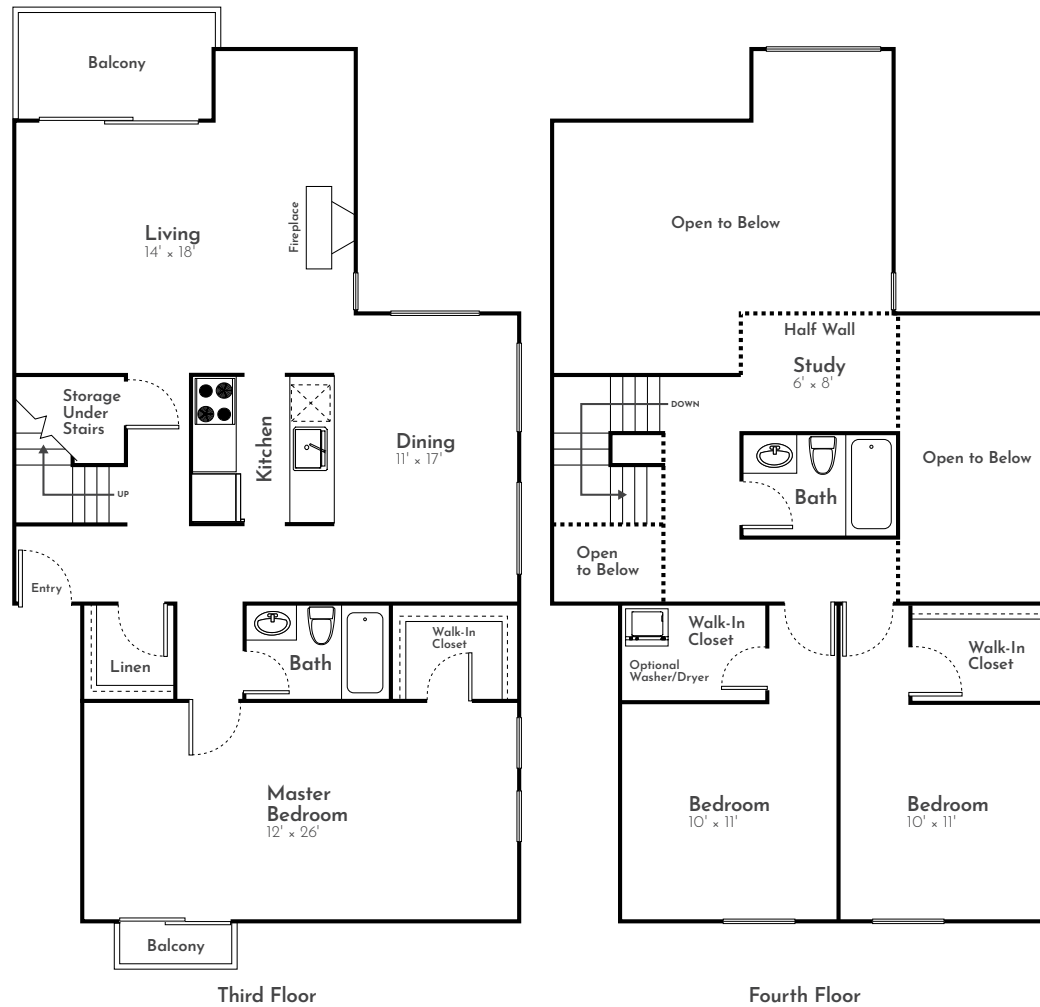 Balcony
Living
14' × 18'
Fireplace
Storage
Under
Stairs
Kitchen
Dining
11' × 17'
UP
Entry
Linen
Bath
Walk-In
Closet
Master
Bedroom
12' × 26'
Balcony
Third Floor
Open to Below
Half Wall
Study
6' × 8'
DOWN
Bath
Open to Below
Open
to Below
Walk-In
Closet
Optional
Washer/Dryer
Walk-In
Closet
Bedroom
10' × 11'
Bedroom
10' × 11'
Fourth Floor